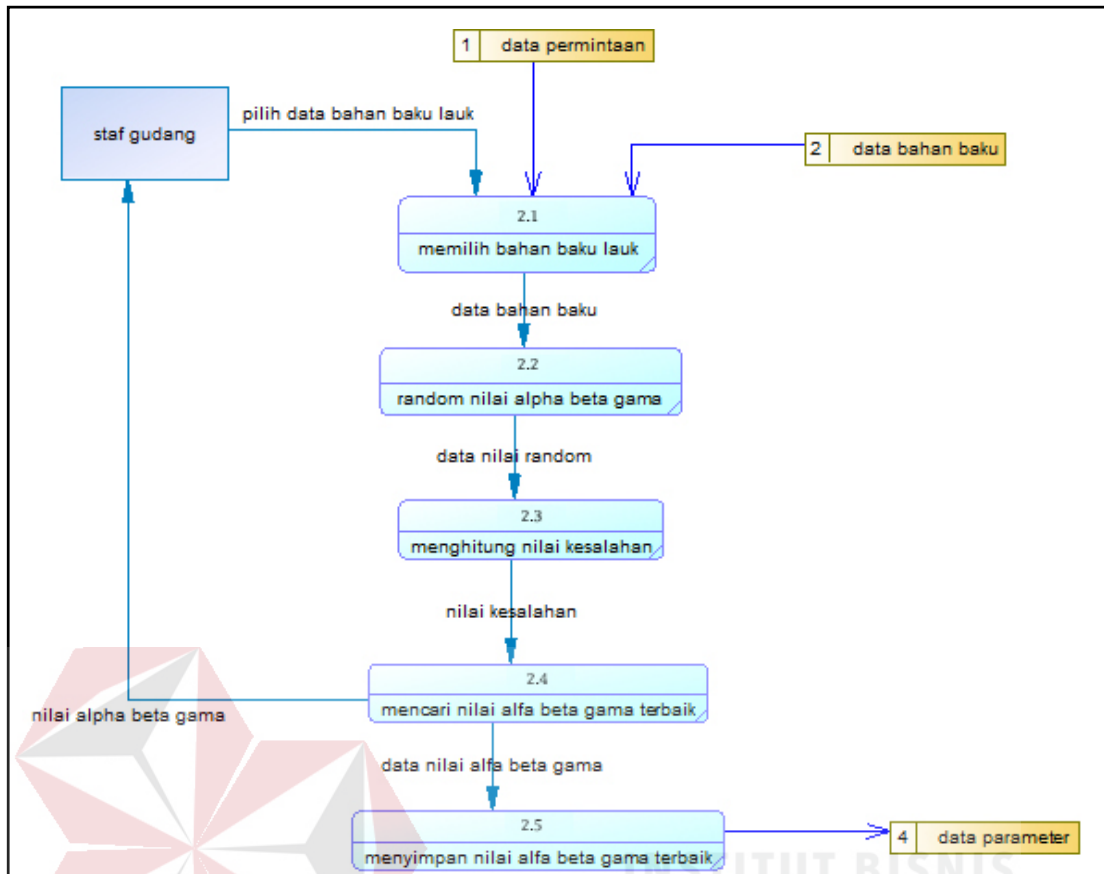 1 data permintaan
staf gudang
pilih data bahan baku lauk
2 data bahan baku
2.1
memilih bahan baku lauk
data bahan baku
2.2
random nilai alpha beta gama
data nilai random
2.3
menghitung nilai kesalahan
nilai kesalahan
2.4
mencari nilai alfa beta gama terbaik
nilai alpha beta gama
data nilai alfa beta gama
2.5
menyimpan nilai alfa beta gama terbaik
4 data parameter
INSTITUT BISNIS